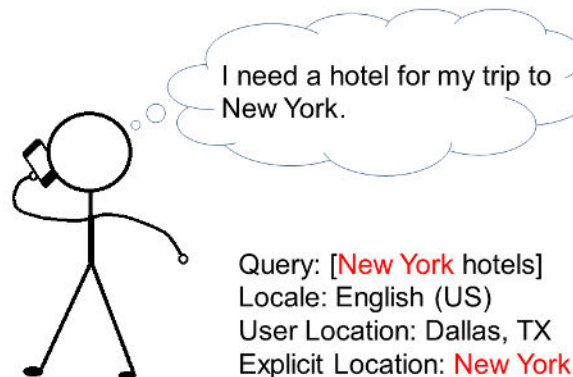 I need a hotel for my trip to
New York.
Query: [New York hotels]
Locale: English (US)
User Location: Dallas, TX
Explicit Location: New York